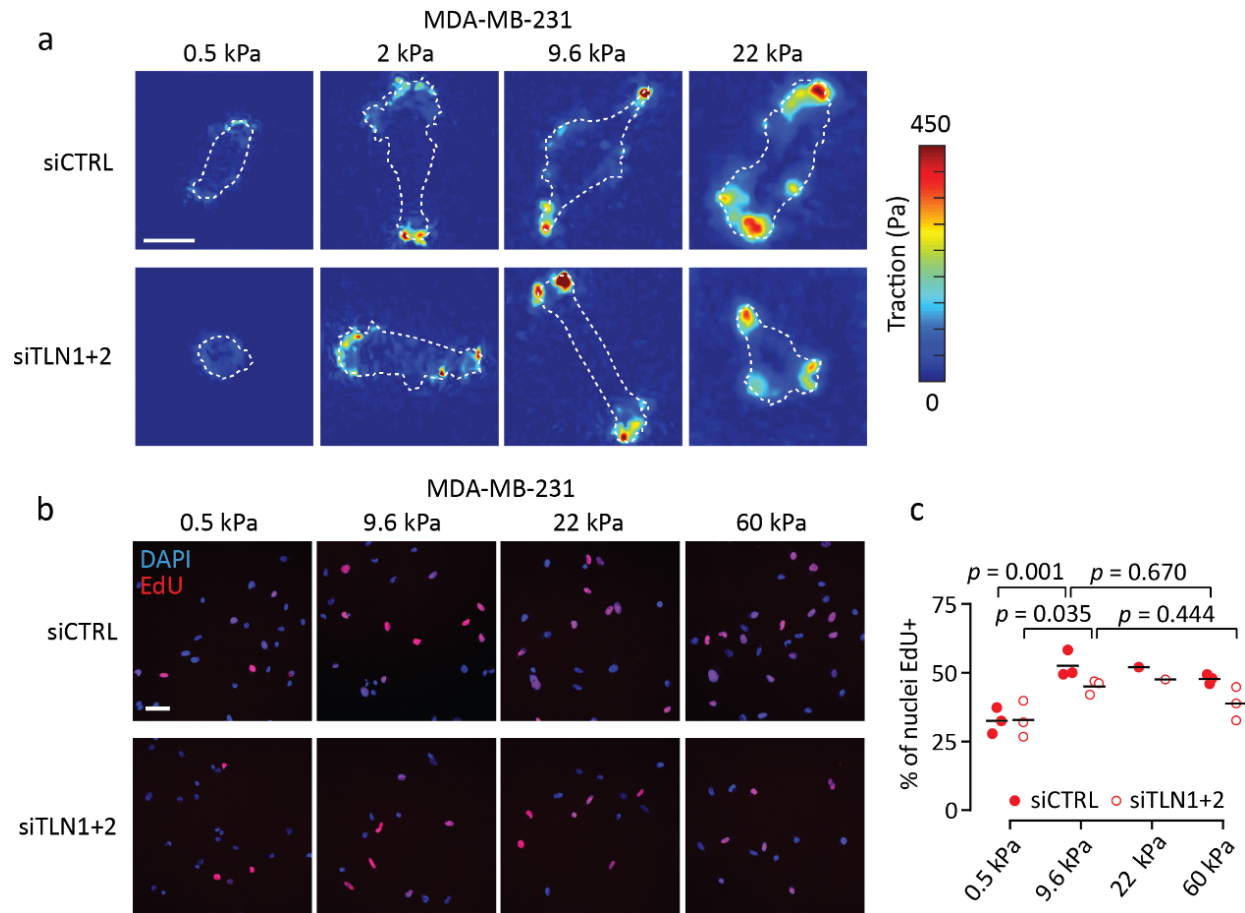 a
MDA-MB-231
0.5 kPa 2 kPa 9.6 kPa 22 kPa
siCTRL
siTLN1+2
450
Traction (Pa)
0
b
MDA-MB-231
0.5 kPa 9.6 kPa 22 kPa 60 kPa
DAPI
EdU
siCTRL
siTLN1+2
c
p = 0.001 p = 0.670
p = 0.035 p = 0.444
% of nuclei EdU+
75
50
25
0
siCTRL siTLN1+2
0.5 kPa 9.6 kPa 22 kPa 60 kPa